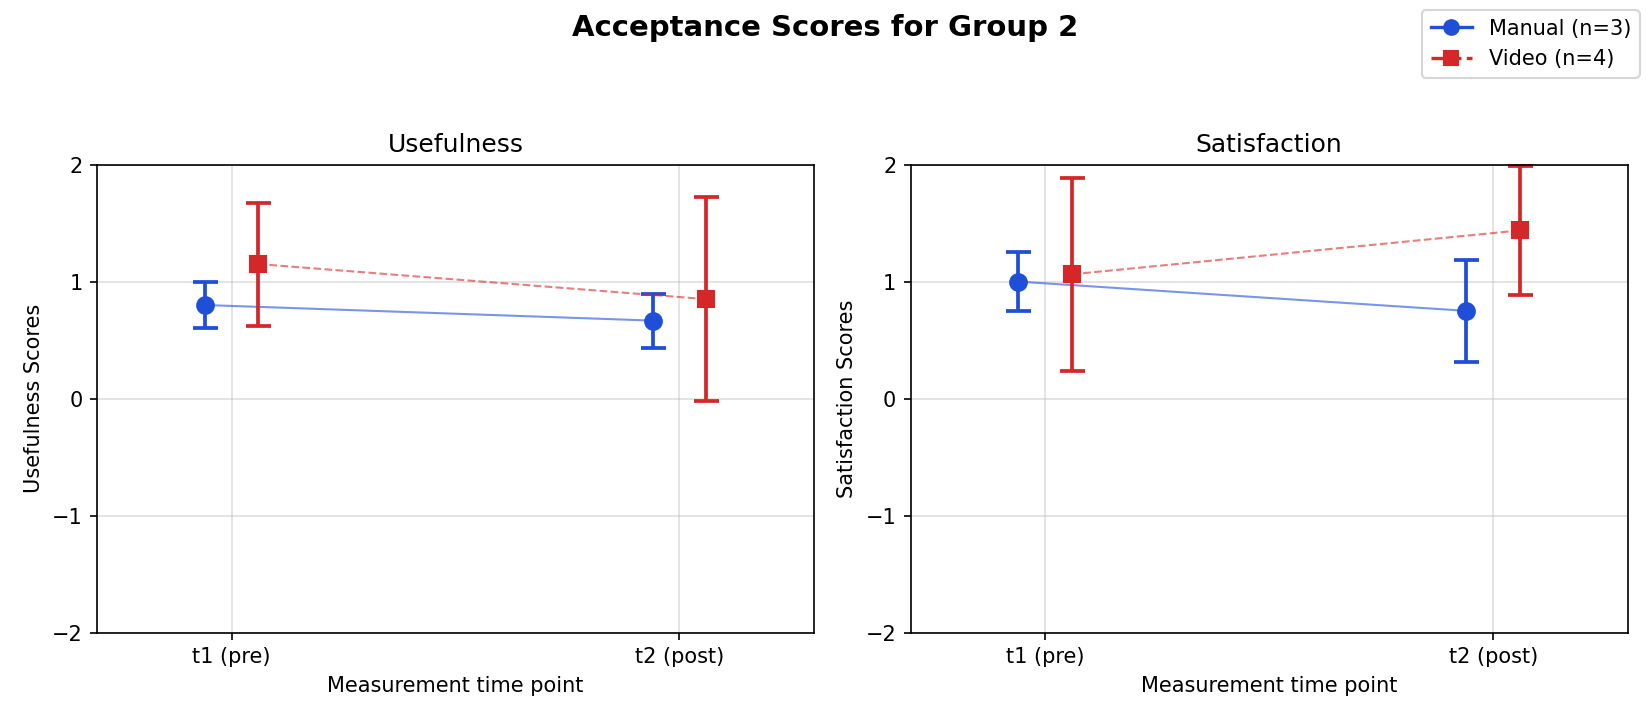 Acceptance Scores for Group 2
Manual (n=3)
Video (n=4)
Usefulness
2
1
0
−1
−2
Usefulness Scores
t1 (pre)
t2 (post)
Measurement time point
Satisfaction
2
1
0
−1
−2
Satisfaction Scores
t1 (pre)
t2 (post)
Measurement time point